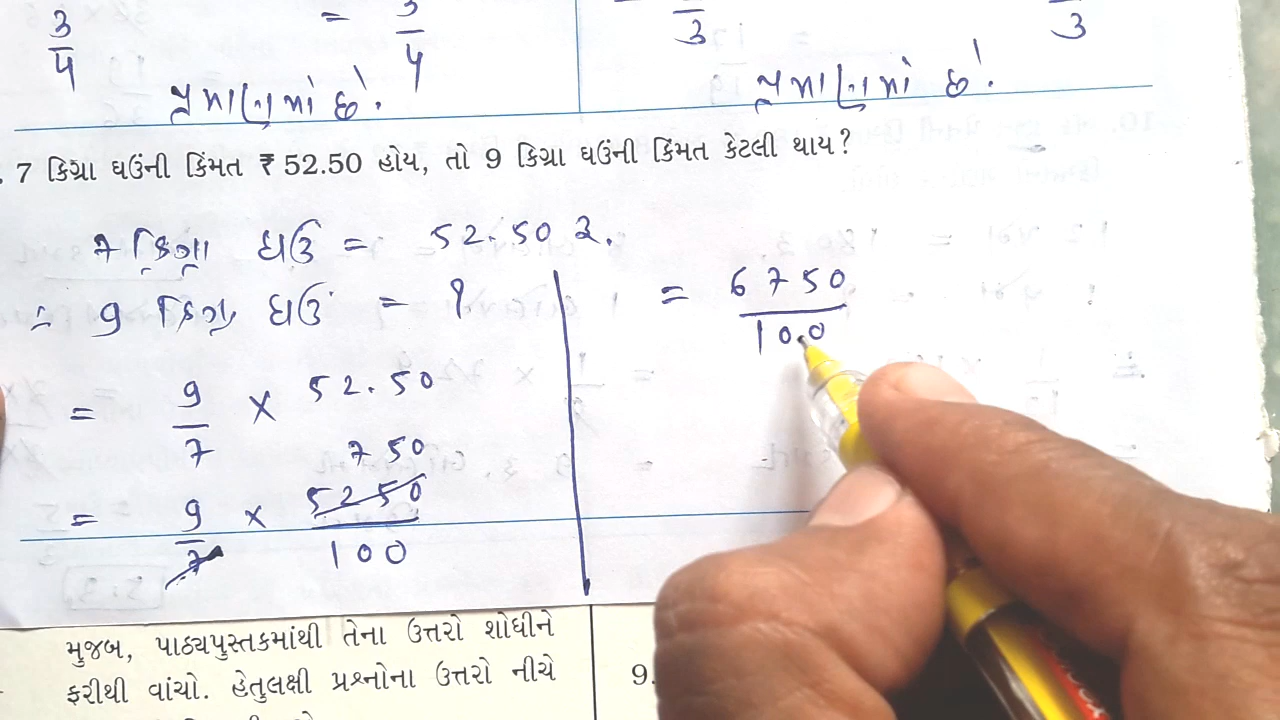 3/4 = 3/4
3
3
પ્રમાણમાં છે.
પ્રમાણમાં છે.
7 કિગ્રા ઘઉંની કિંમત ₹ 52.50 હોય, તો 9 કિગ્રા ઘઉંની કિંમત કેટલી થાય?
7 કિગ્રા ઘઉં = 52.50 રૂ.
∴ 9 કિગ્રા ઘઉં = ?
= 9/7 × 52.50
750
= 9/7 × 5250/100
= 6750/100
મુજબ, પાઠ્યપુસ્તકમાંથી તેના ઉત્તરો શોધીને
ફરીથી વાંચો. હેતુલક્ષી પ્રશ્નોના ઉત્તરો નીચે
9.